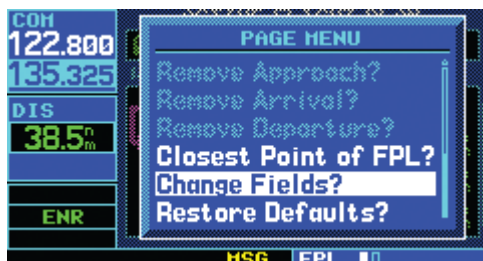 COM
122.800
135.325
DIS
38.5nm
ENR
PAGE MENU
Remove Approach?
Remove Arrival?
Remove Departure?
Closest Point of FPL?
Change Fields?
Restore Defaults?
MSG
FPL